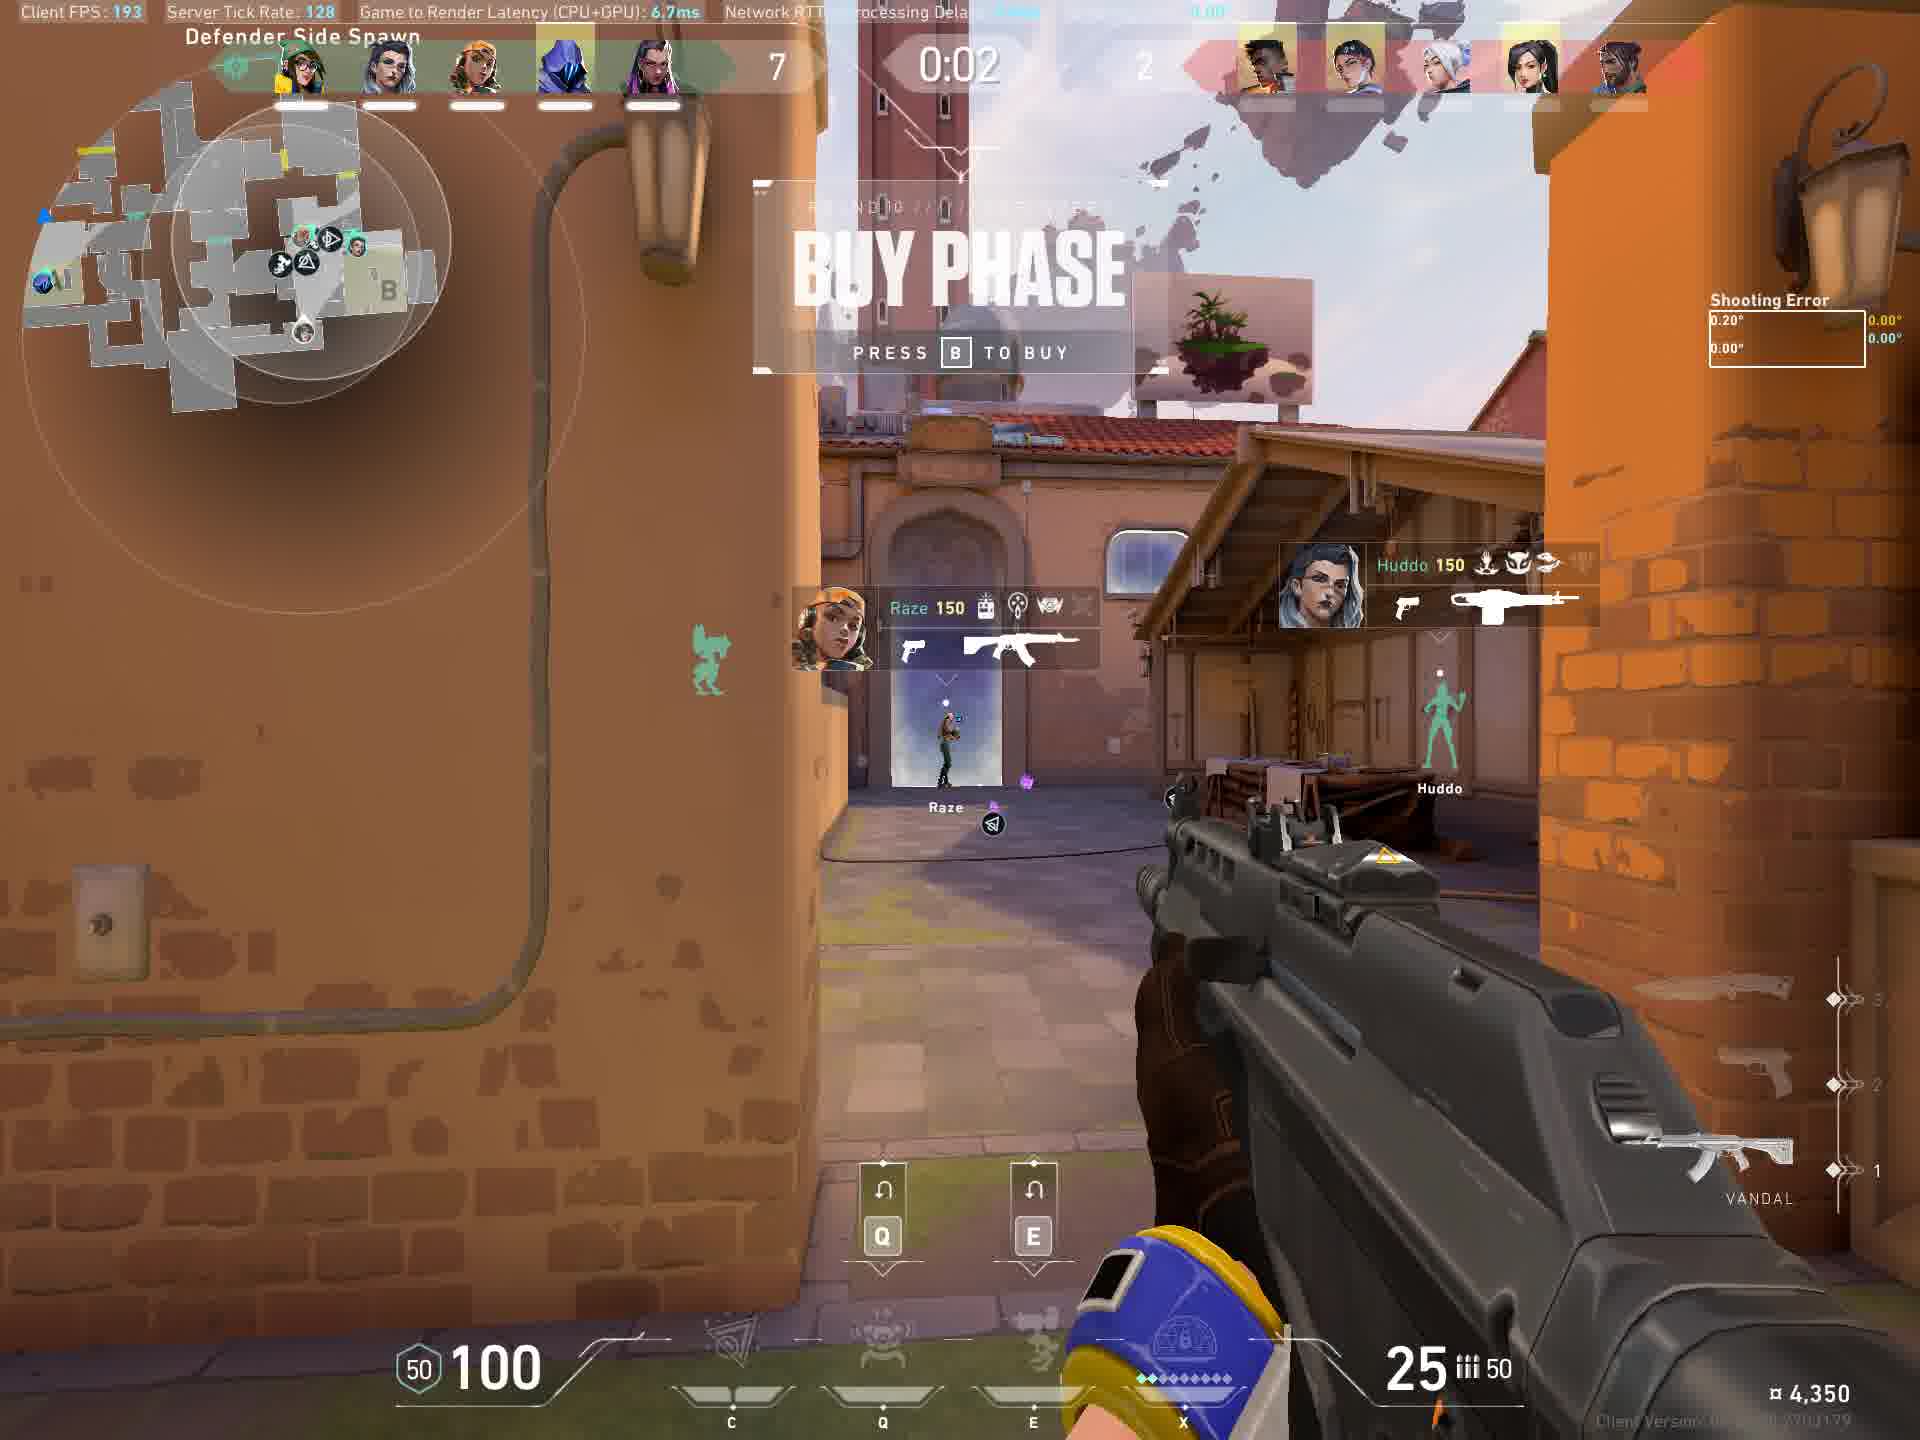 Client FPS: 193 Server Tick Rate: 128 Game to Render Latency (CPU+GPU): 6.7ms Network RTT
Defender Side Spawn
7 0:02 2
BUY PHASE
PRESS B TO BUY
B
Shooting Error
0.20° 0.00°
0.00° 0.00°
Huddo 150
Raze 150
Raze
Huddo
3
2
1
VANDAL
Q E
50 100
25 50
¤ 4,350
C Q E X